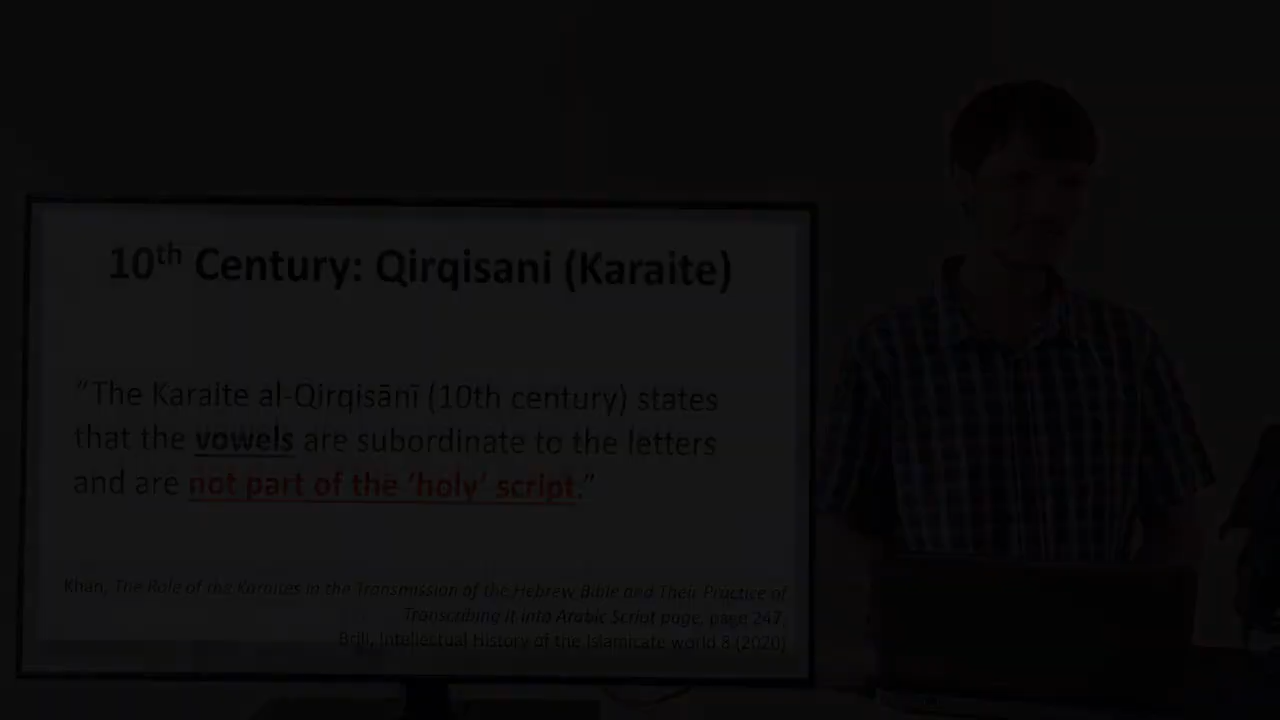 10th Century: Qirqisani (Karaite)
“The Karaite al-Qirqisānī (10th century) states
that the vowels are subordinate to the letters
and are not part of the ‘holy’ script.”
Khan, The Role of the Karaites in the Transmission of the Hebrew Bible and Their Practice of
Transcribing it into Arabic Script page, page 247,
Brill, Intellectual History of the Islamicate world 8 (2020)